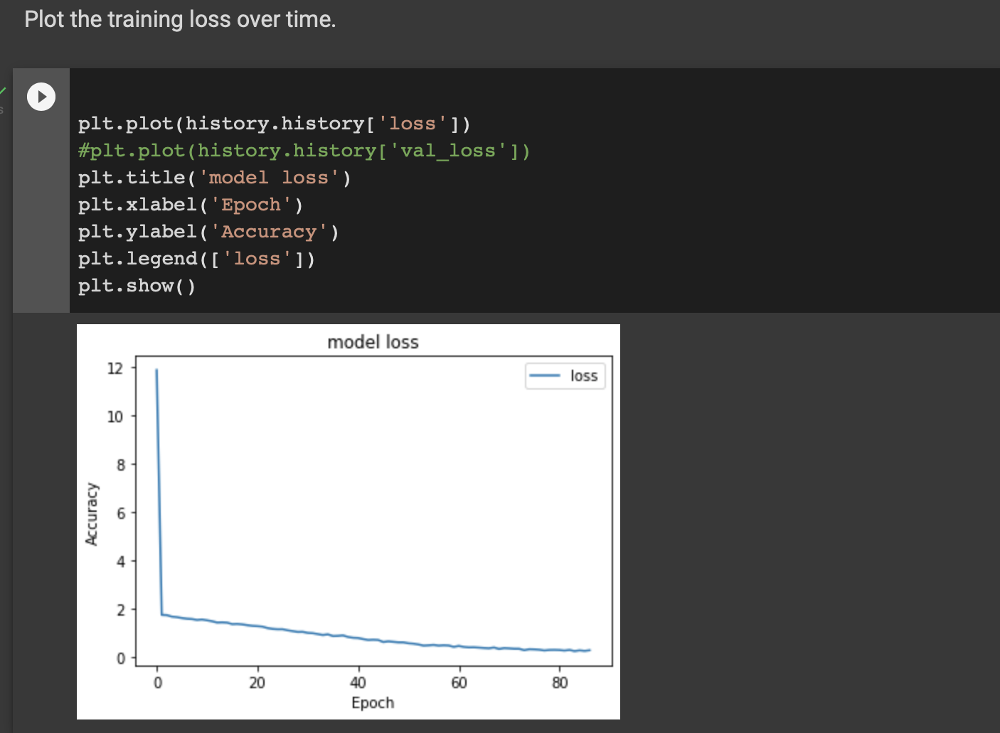 Plot the training loss over time.
s
plt.plot(history.history['loss'])
#plt.plot(history.history['val_loss'])
plt.title('model loss')
plt.xlabel('Epoch')
plt.ylabel('Accuracy')
plt.legend(['loss'])
plt.show()
model loss
loss
12
10
8
6
4
2
0
Accuracy
0 20 40 60 80
Epoch